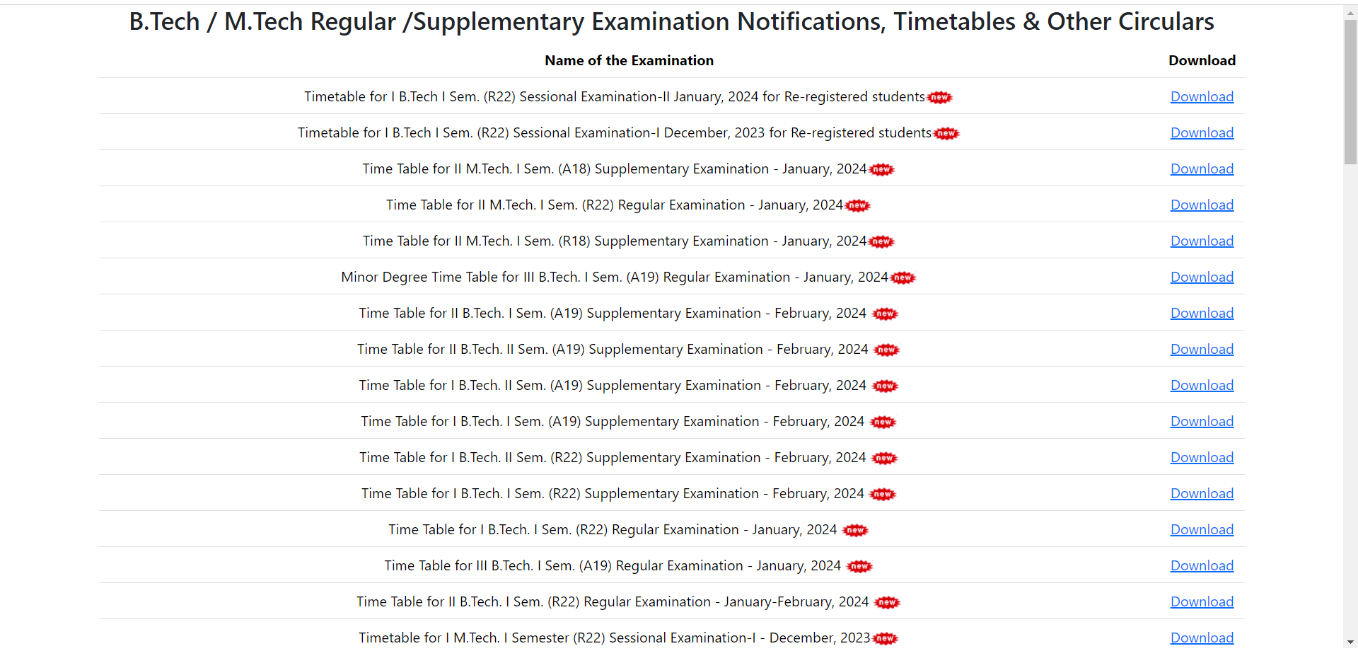 B.Tech / M.Tech Regular /Supplementary Examination Notifications, Timetables & Other Circulars
Name of the Examination Download
Timetable for I B.Tech I Sem. (R22) Sessional Examination-II January, 2024 for Re-registered students new Download
Timetable for I B.Tech I Sem. (R22) Sessional Examination-I December, 2023 for Re-registered students new Download
Time Table for II M.Tech. I Sem. (A18) Supplementary Examination - January, 2024 new Download
Time Table for II M.Tech. I Sem. (R22) Regular Examination - January, 2024 new Download
Time Table for II M.Tech. I Sem. (R18) Supplementary Examination - January, 2024 new Download
Minor Degree Time Table for III B.Tech. I Sem. (A19) Regular Examination - January, 2024 new Download
Time Table for II B.Tech. I Sem. (A19) Supplementary Examination - February, 2024 new Download
Time Table for II B.Tech. II Sem. (A19) Supplementary Examination - February, 2024 new Download
Time Table for I B.Tech. II Sem. (A19) Supplementary Examination - February, 2024 new Download
Time Table for I B.Tech. I Sem. (A19) Supplementary Examination - February, 2024 new Download
Time Table for I B.Tech. II Sem. (R22) Supplementary Examination - February, 2024 new Download
Time Table for I B.Tech. I Sem. (R22) Supplementary Examination - February, 2024 new Download
Time Table for I B.Tech. I Sem. (R22) Regular Examination - January, 2024 new Download
Time Table for III B.Tech. I Sem. (A19) Regular Examination - January, 2024 new Download
Time Table for II B.Tech. I Sem. (R22) Regular Examination - January-February, 2024 new Download
Timetable for I M.Tech. I Semester (R22) Sessional Examination-I - December, 2023 new Download